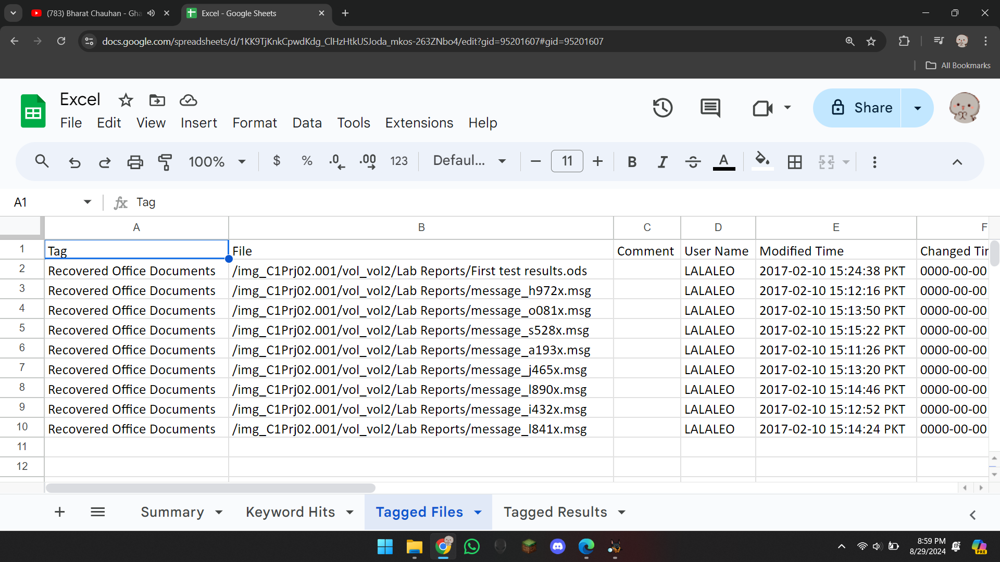 (783) Bharat Chauhan - Gha
Excel - Google Sheets
docs.google.com/spreadsheets/d/1KK9TjKnkCpwdKdg_ClHzHtkUSJoda_mkos-263ZNbo4/edit?gid=95201607#gid=95201607
All Bookmarks
Excel
Share
File Edit View Insert Format Data Tools Extensions Help
100% $ % .0 .00 123 Defaul... 11 B I A
A1 fx Tag
A B C D E F
1 Tag File Comment User Name Modified Time Changed Tir
2 Recovered Office Documents /img_C1Prj02.001/vol_vol2/Lab Reports/First test results.ods LALALEO 2017-02-10 15:24:38 PKT 0000-00-00
3 Recovered Office Documents /img_C1Prj02.001/vol_vol2/Lab Reports/message_h972x.msg LALALEO 2017-02-10 15:12:16 PKT 0000-00-00
4 Recovered Office Documents /img_C1Prj02.001/vol_vol2/Lab Reports/message_o081x.msg LALALEO 2017-02-10 15:13:50 PKT 0000-00-00
5 Recovered Office Documents /img_C1Prj02.001/vol_vol2/Lab Reports/message_s528x.msg LALALEO 2017-02-10 15:15:22 PKT 0000-00-00
6 Recovered Office Documents /img_C1Prj02.001/vol_vol2/Lab Reports/message_a193x.msg LALALEO 2017-02-10 15:11:26 PKT 0000-00-00
7 Recovered Office Documents /img_C1Prj02.001/vol_vol2/Lab Reports/message_j465x.msg LALALEO 2017-02-10 15:13:20 PKT 0000-00-00
8 Recovered Office Documents /img_C1Prj02.001/vol_vol2/Lab Reports/message_l890x.msg LALALEO 2017-02-10 15:14:46 PKT 0000-00-00
9 Recovered Office Documents /img_C1Prj02.001/vol_vol2/Lab Reports/message_i432x.msg LALALEO 2017-02-10 15:12:52 PKT 0000-00-00
10 Recovered Office Documents /img_C1Prj02.001/vol_vol2/Lab Reports/message_l841x.msg LALALEO 2017-02-10 15:14:24 PKT 0000-00-00
11
12
Summary Keyword Hits Tagged Files Tagged Results
8:59 PM
8/29/2024
PRE